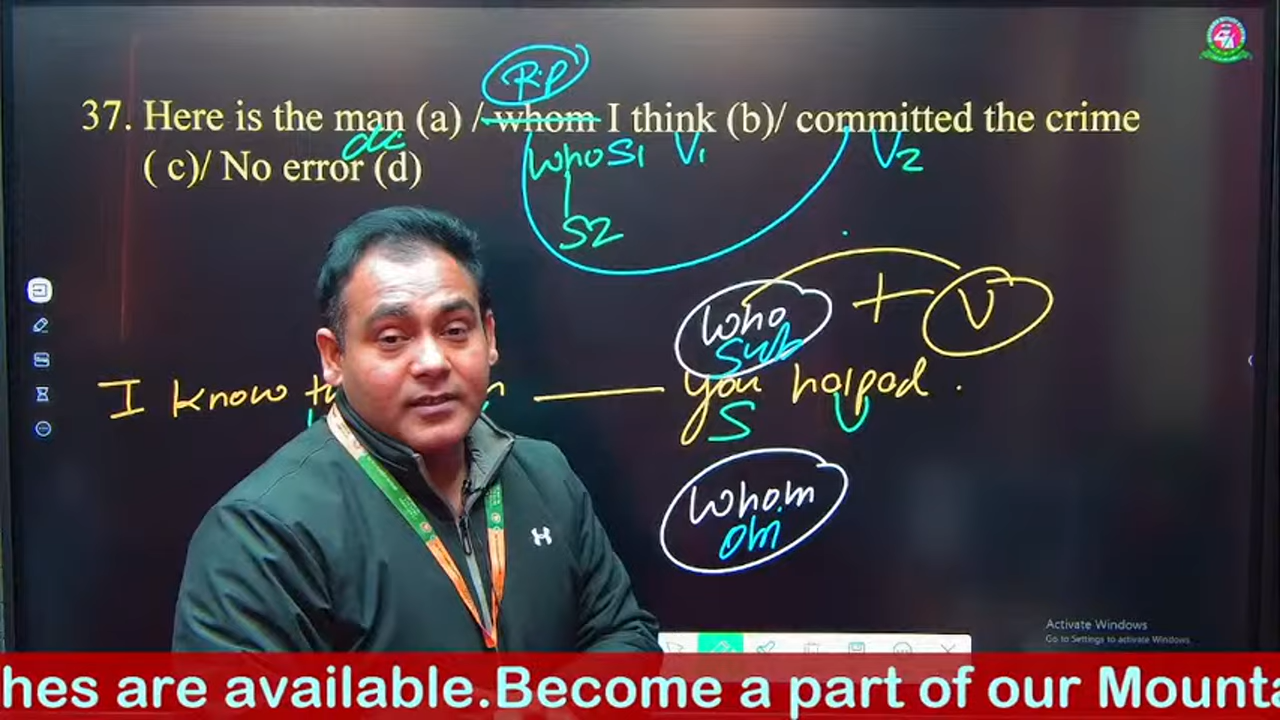 R.P
37. Here is the man (a) / whom I think (b)/ committed the crime
dc who S1 V1 V2
( c)/ No error (d)
S2
who + V
Sub
I know you helped .
S V
whom
obj
Activate Windows
Go to Settings to activate Windows.
hes are available.Become a part of our Mounta